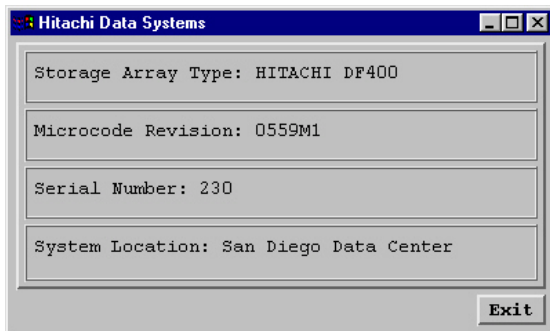 Hitachi Data Systems
Storage Array Type: HITACHI DF400
Microcode Revision: 0559M1
Serial Number: 230
System Location: San Diego Data Center
Exit